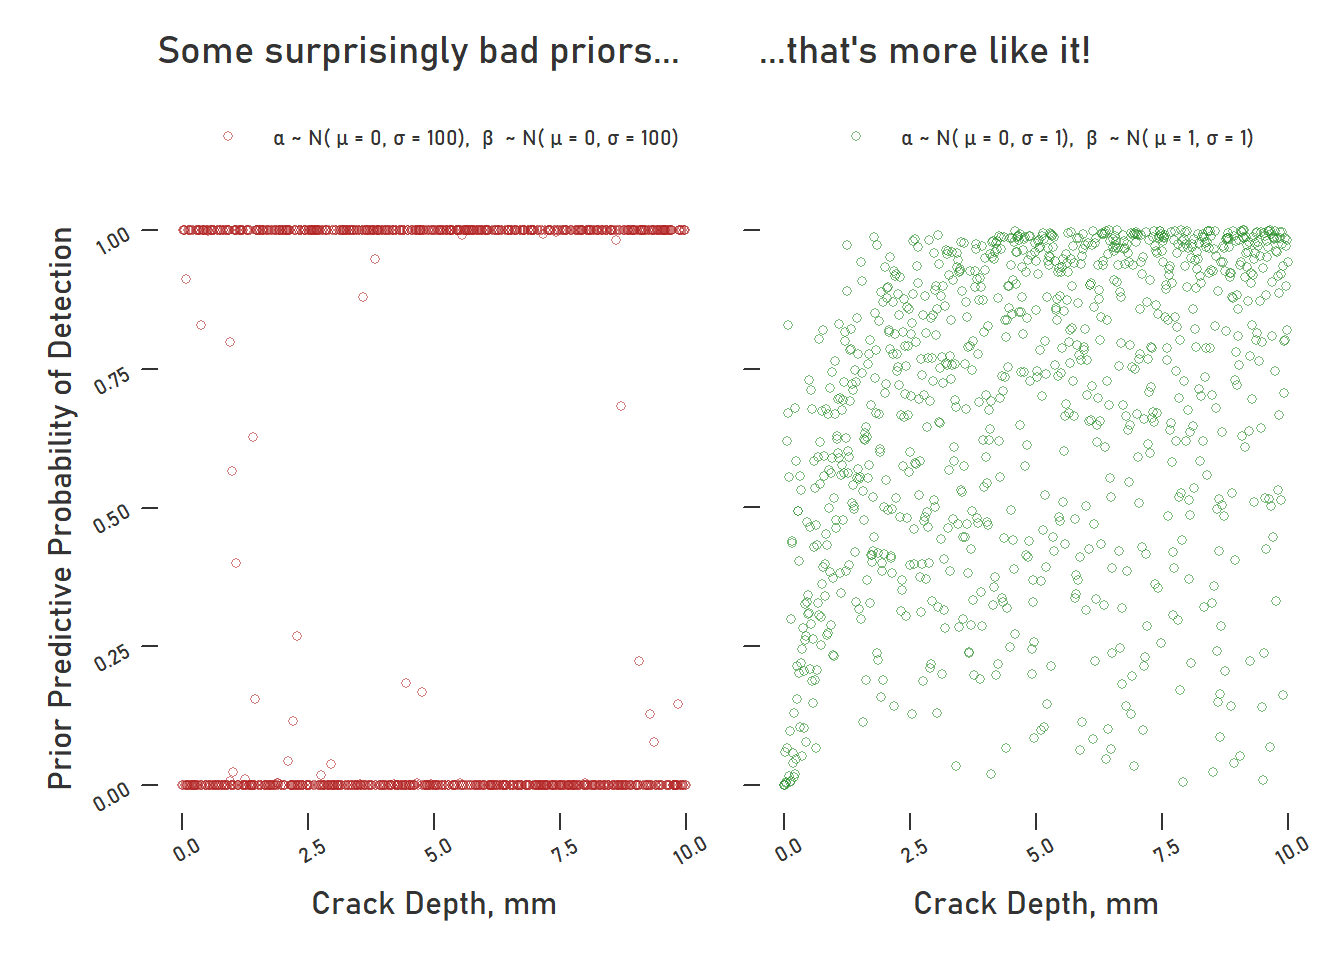 Some surprisingly bad priors...
...that's more like it!
α ~ N( μ = 0, σ = 100),  β  ~ N( μ = 0, σ = 100)
α ~ N( μ = 0, σ = 1),  β  ~ N( μ = 1, σ = 1)
Prior Predictive Probability of Detection
1.00
0.75
0.50
0.25
0.00
0.0
2.5
5.0
7.5
10.0
0.0
2.5
5.0
7.5
10.0
Crack Depth, mm
Crack Depth, mm